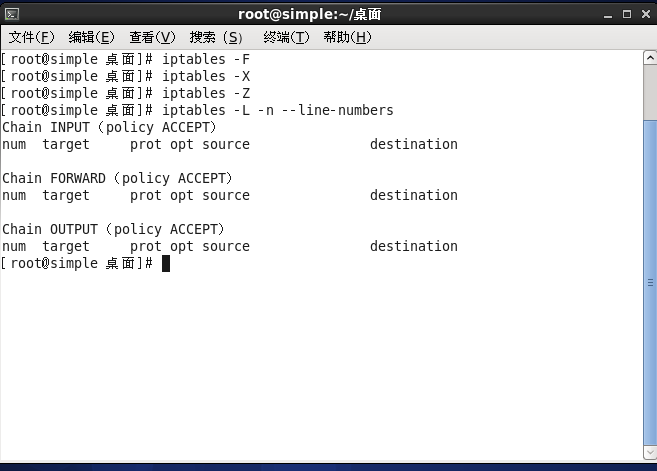 root@simple:~/桌面
文件(F) 编辑(E) 查看(V) 搜索 (S) 终端(T) 帮助(H)
[root@simple 桌面]# iptables -F
[root@simple 桌面]# iptables -X
[root@simple 桌面]# iptables -Z
[root@simple 桌面]# iptables -L -n --line-numbers
Chain INPUT (policy ACCEPT)
num  target     prot opt source               destination
Chain FORWARD (policy ACCEPT)
num  target     prot opt source               destination
Chain OUTPUT (policy ACCEPT)
num  target     prot opt source               destination
[root@simple 桌面]#